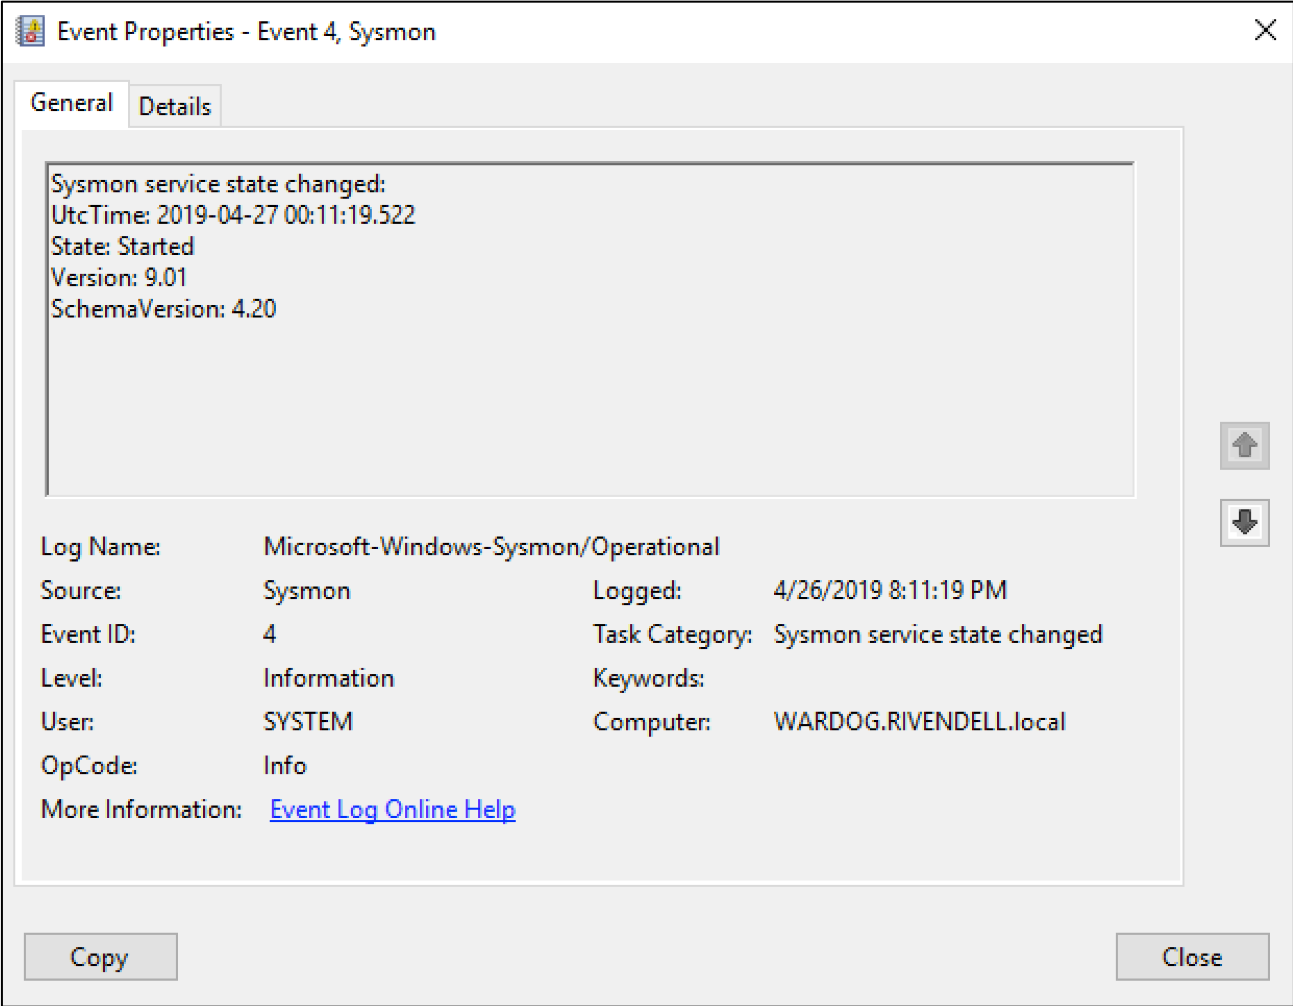 Event Properties - Event 4, Sysmon
General Details
Sysmon service state changed:
UtcTime: 2019-04-27 00:11:19.522
State: Started
Version: 9.01
SchemaVersion: 4.20
Log Name: Microsoft-Windows-Sysmon/Operational
Source: Sysmon Logged: 4/26/2019 8:11:19 PM
Event ID: 4 Task Category: Sysmon service state changed
Level: Information Keywords:
User: SYSTEM Computer: WARDOG.RIVENDELL.local
OpCode: Info
More Information: Event Log Online Help
Copy Close